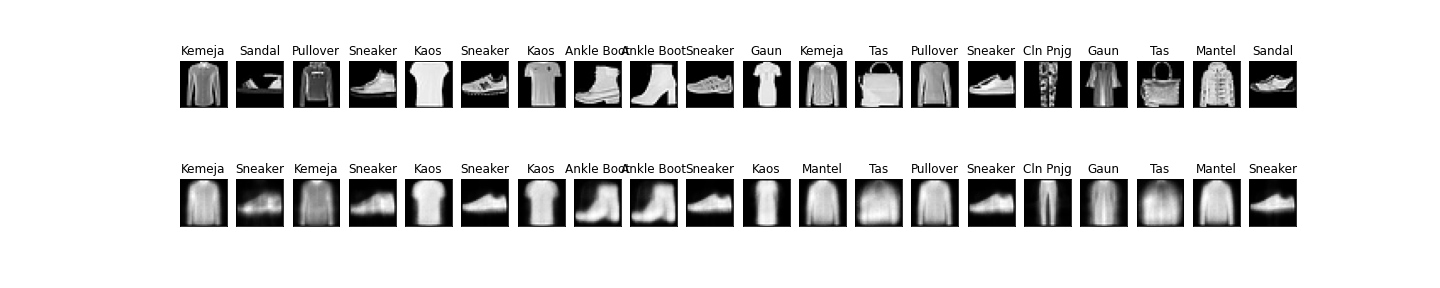 Kemeja Sandal Pullover Sneaker Kaos Sneaker Kaos Ankle Boot Ankle Boot Sneaker Gaun Kemeja Tas Pullover Sneaker Cln Pnjg Gaun Tas Mantel Sandal
Kemeja Sneaker Kemeja Sneaker Kaos Sneaker Kaos Ankle Boot Ankle Boot Sneaker Kaos Mantel Tas Pullover Sneaker Cln Pnjg Gaun Tas Mantel Sneaker